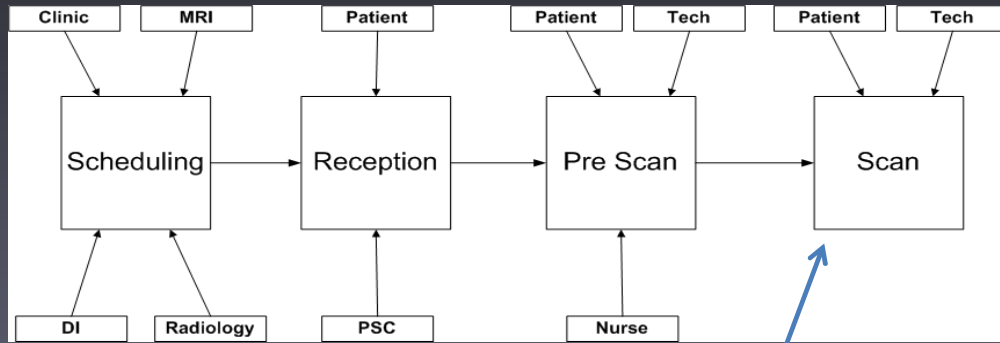 Clinic MRI Patient Patient Tech Patient Tech
Scheduling Reception Pre Scan Scan
DI Radiology PSC Nurse